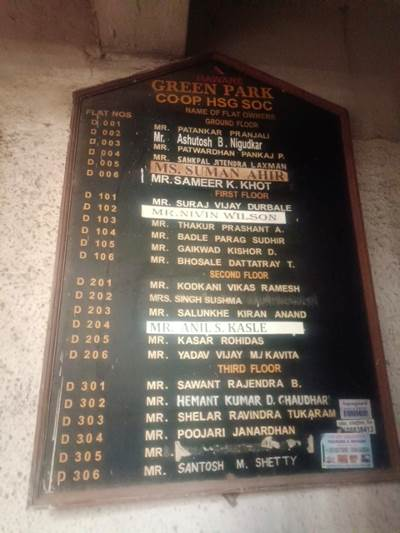 HAWARE
GREEN PARK
CO-OP. HSG SOC
NAME OF FLAT OWNERS
FLAT NOS
GROUND FLOOR
D 001 MR. PATANKAR PRANJALI
D 002 Mr. Ashutosh B. Nigudkar
D 003 MR. PATWARDHAN PANKAJ P.
D 004 MR. SANKPAL JITENDRA LAXMAN
D 005 MS. SUMAN AHIR
D 006 MR. SAMEER K. KHOT
FIRST FLOOR
D 101 MR. SURAJ VIJAY DURBALE
D 102 MR. NIVIN WILSON
D 103 MR. THAKUR PRASHANT A.
D 104 MR. BADLE PARAG SUDHIR
D 105 MR. GAIKWAD KISHOR D.
D 106 MR. BHOSALE DATTATRAY T.
SECOND FLOOR
D 201 MR. KODKANI VIKAS RAMESH
D 202 MRS. SINGH SUSHMA
D 203 MR. SALUNKHE KIRAN ANAND
D 204 MR. ANIL S. KASLE
D 205 MR. KASAR ROHIDAS
D 206 MR. YADAV VIJAY M./ KAVITA
THIRD FLOOR
D 301 MR. SAWANT RAJENDRA B.
D 302 MR. HEMANT KUMAR D. CHAUDHAR
D 303 MR. SHELAR RAVINDRA TUKARAM
D 304 MR. POOJARI JANARDHAN
D 305 MR.
D 306 MR. SANTOSH M. SHETTY